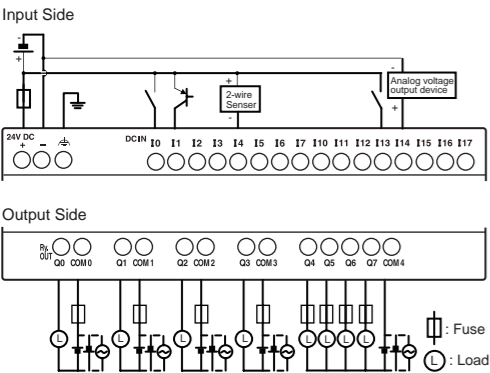 Input Side
-
+
+
2-wire
Senser
-
-
Analog voltage
output device
+
24V DC
+ -
DC IN I0 I1 I2 I3 I4 I5 I6 I7 I10 I11 I12 I13 I14 I15 I16 I17
Output Side
Ry.
OUT
Q0 COM0 Q1 COM1 Q2 COM2 Q3 COM3 Q4 Q5 Q6 Q7 COM4
L L L L L L L L
: Fuse
L : Load